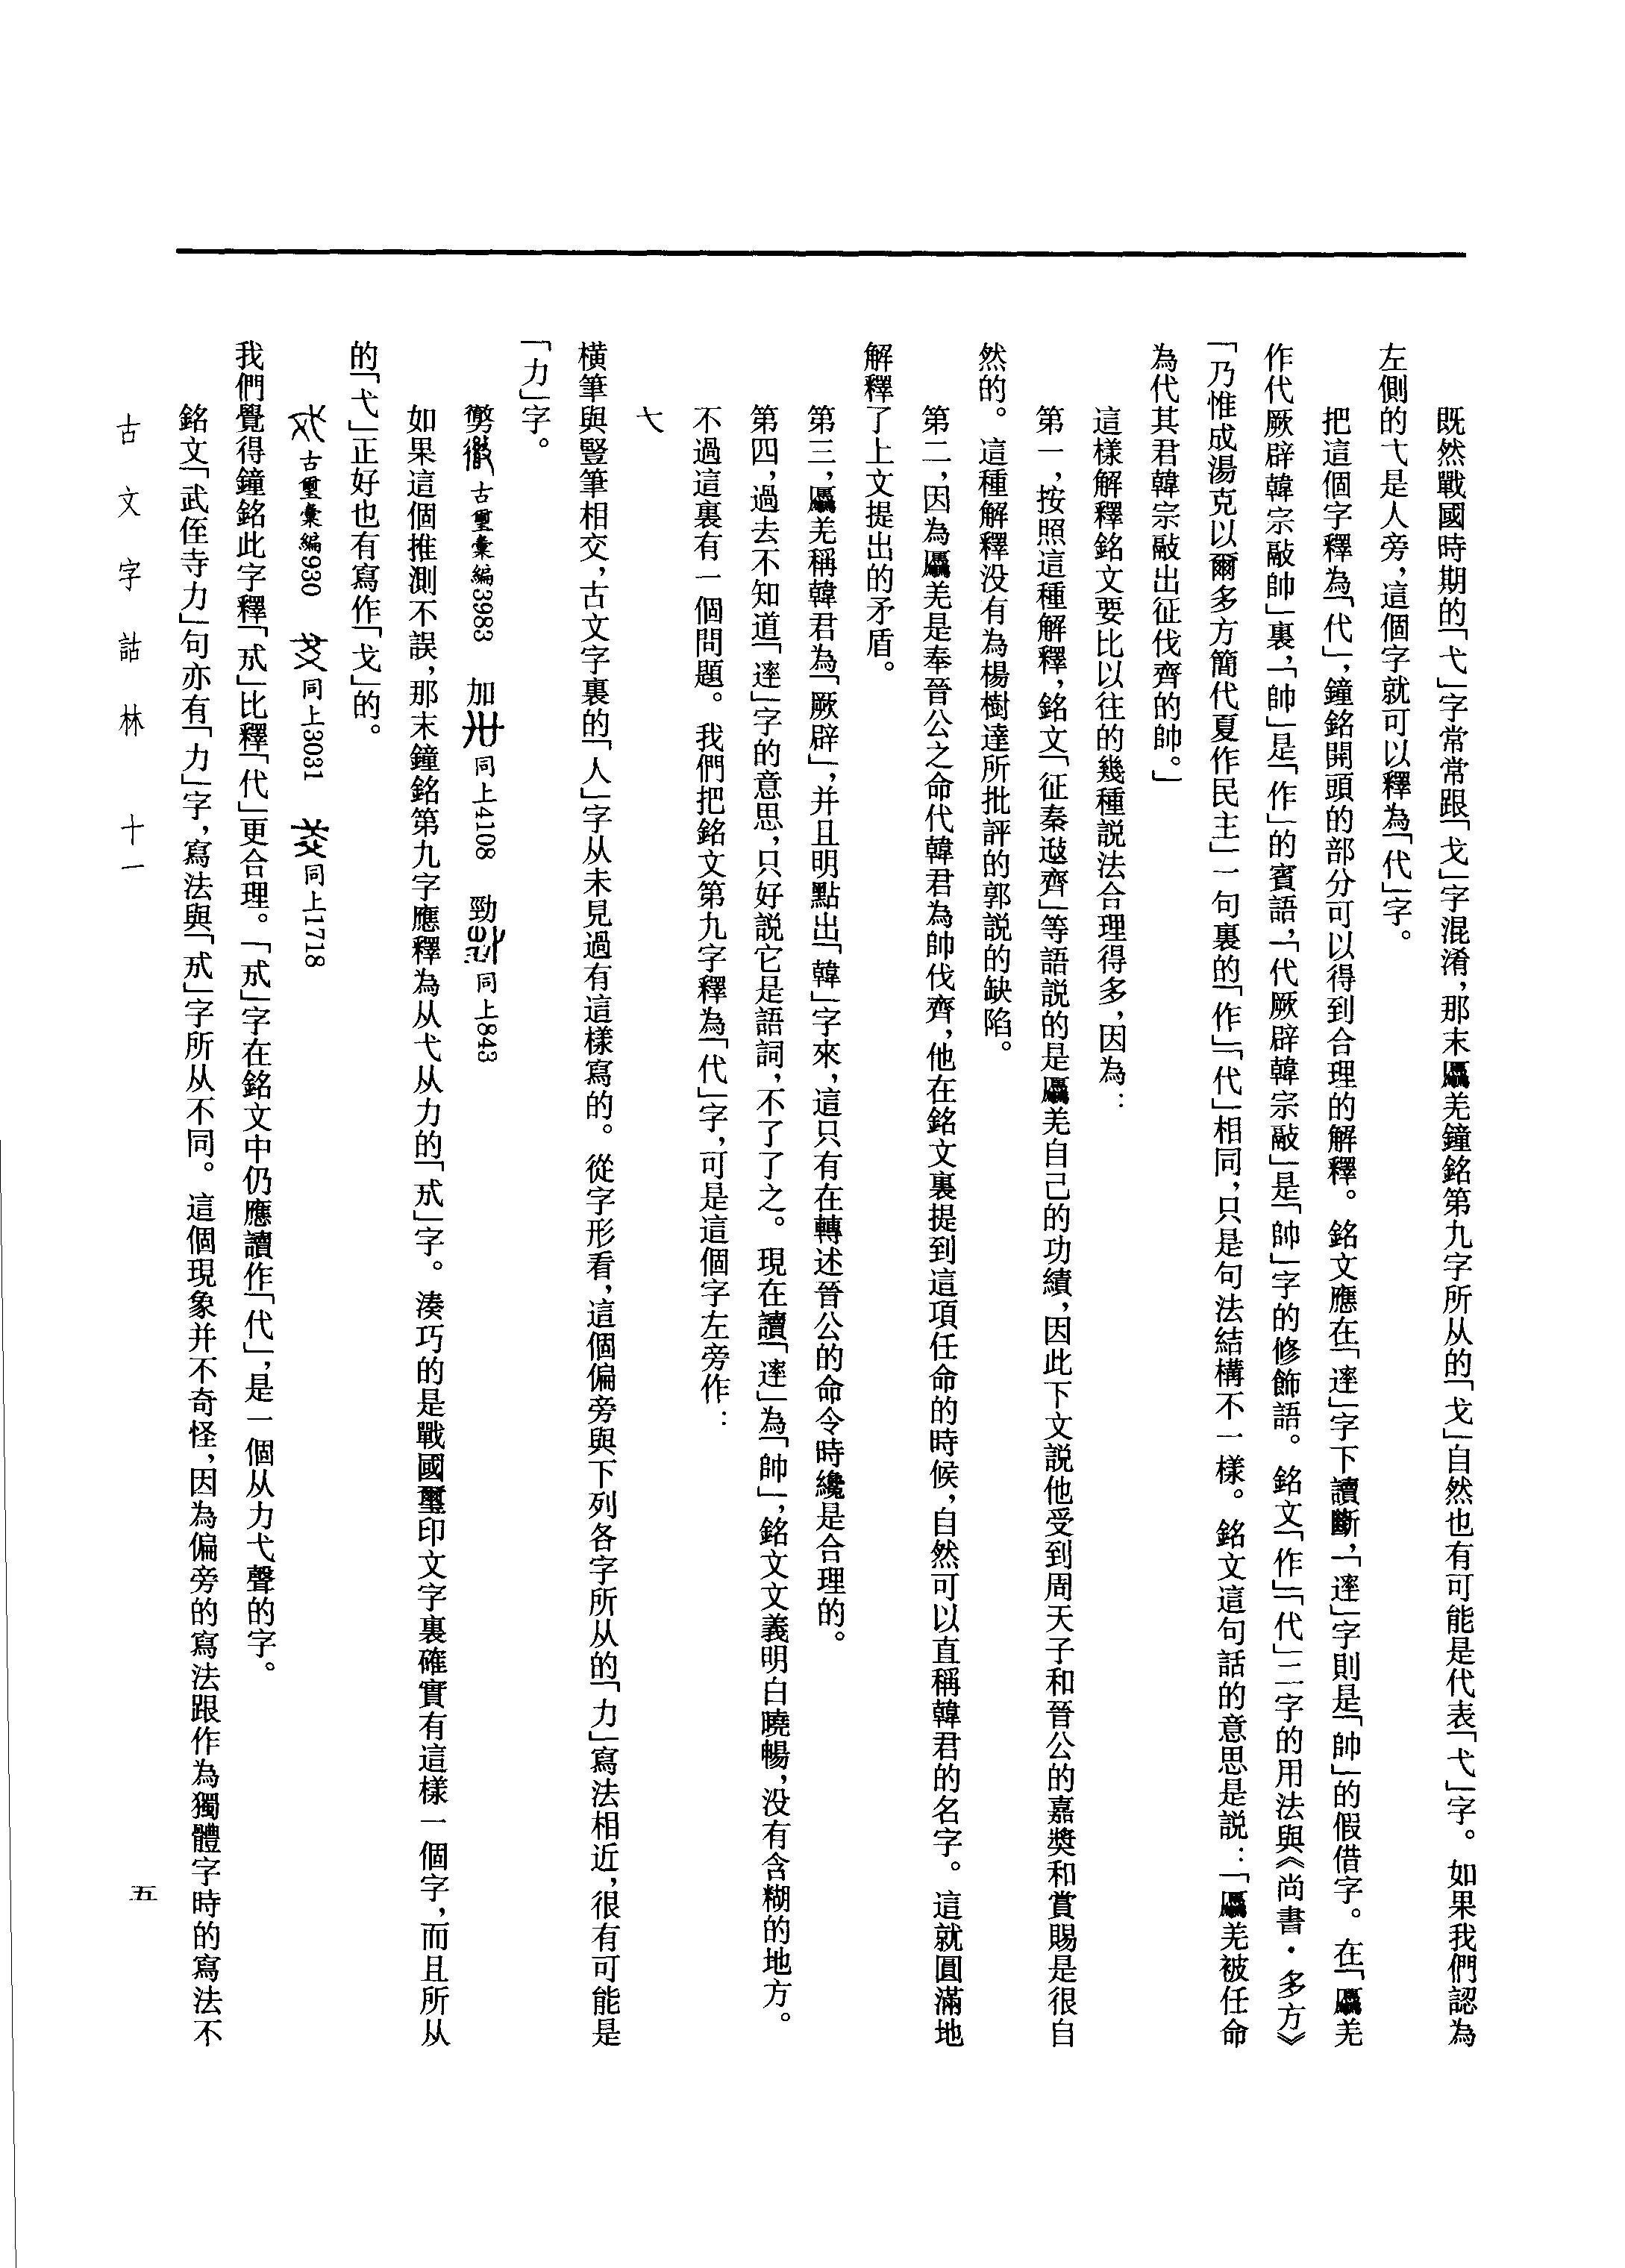 既然戰國時期的「弋」字常常跟「戈」字混淆，那末羌鐘銘第九字所从的「戈」自然也有可能是代表「弋」字。如果我們認為
左側的是人旁，這個字就可以釋為「代」字。
把這個字釋為「代」，鐘銘開頭的部分可以得到合理的解釋。銘文應在「達」字下讀斷，「達」字則是「帥」的假借字。在「羌
作代厥辟韓宗敲帥」裏，「帥」是「作」的賓語，「代厥辟韓宗敲」是「帥」字的修飾語。銘文「作」「代」二字的用法與《尚書·多方》
「乃惟成湯克以爾多方簡代夏作民主」一句裏的「作」「代」相同，只是句法結構不一樣。銘文這句話的意思是説：「羌被任命
為代其君韓宗敲出征伐齊的帥。」
這樣解釋銘文要比以往的幾種説法合理得多，因為：
第一，按照這種解釋，銘文「征秦齊」等語説的是羌自己的功績，因此下文説他受到周天子和晉公的嘉獎和賞賜是很自
然的。這種解釋没有為楊樹達所批評的郭説的缺陷。
第二，因為羌是奉晉公之命代韓君為帥伐齊，他在銘文裏提到這項任命的時候，自然可以直稱韓君的名字。這就圓滿地
解釋了上文提出的矛盾。
第三，羌稱韓君為「厥辟」，并且明點出「韓」字來，這只有在轉述晉公的命令時纔是合理的。
第四，過去不知道「達」字的意思，只好説它是語詞，不了了之。現在讀「達」為「帥」，銘文文義明白曉暢，没有含糊的地方。
不過這裏有一個問題。我們把銘文第九字釋為「代」字，可是這個字左旁作：
橫筆與豎筆相交，古文字裏的「人」字从未見過有這樣寫的。從字形看，這個偏旁與下列各字所从的「力」寫法相近，很有可能是
「力」字。
古璽彙編3983　加同上4108　勁同上843
如果這個推測不誤，那末鐘銘第九字應釋為从弋从力的「㢤」字。湊巧的是戰國璽印文字裏確實有這樣一個字，而且所从
的「弋」正好也有寫作「戈」的。
古璽彙編930　同上3031　同上1718
我們覺得鐘銘此字釋「㢤」比釋「代」更合理。「㢤」字在銘文中仍應讀作「代」，是一個从力弋聲的字。
銘文「武侄寺力」句亦有「力」字，寫法與「㢤」字所从不同。這個現象并不奇怪，因為偏旁的寫法跟作為獨體字時的寫法不
古文字詁林　十一
五